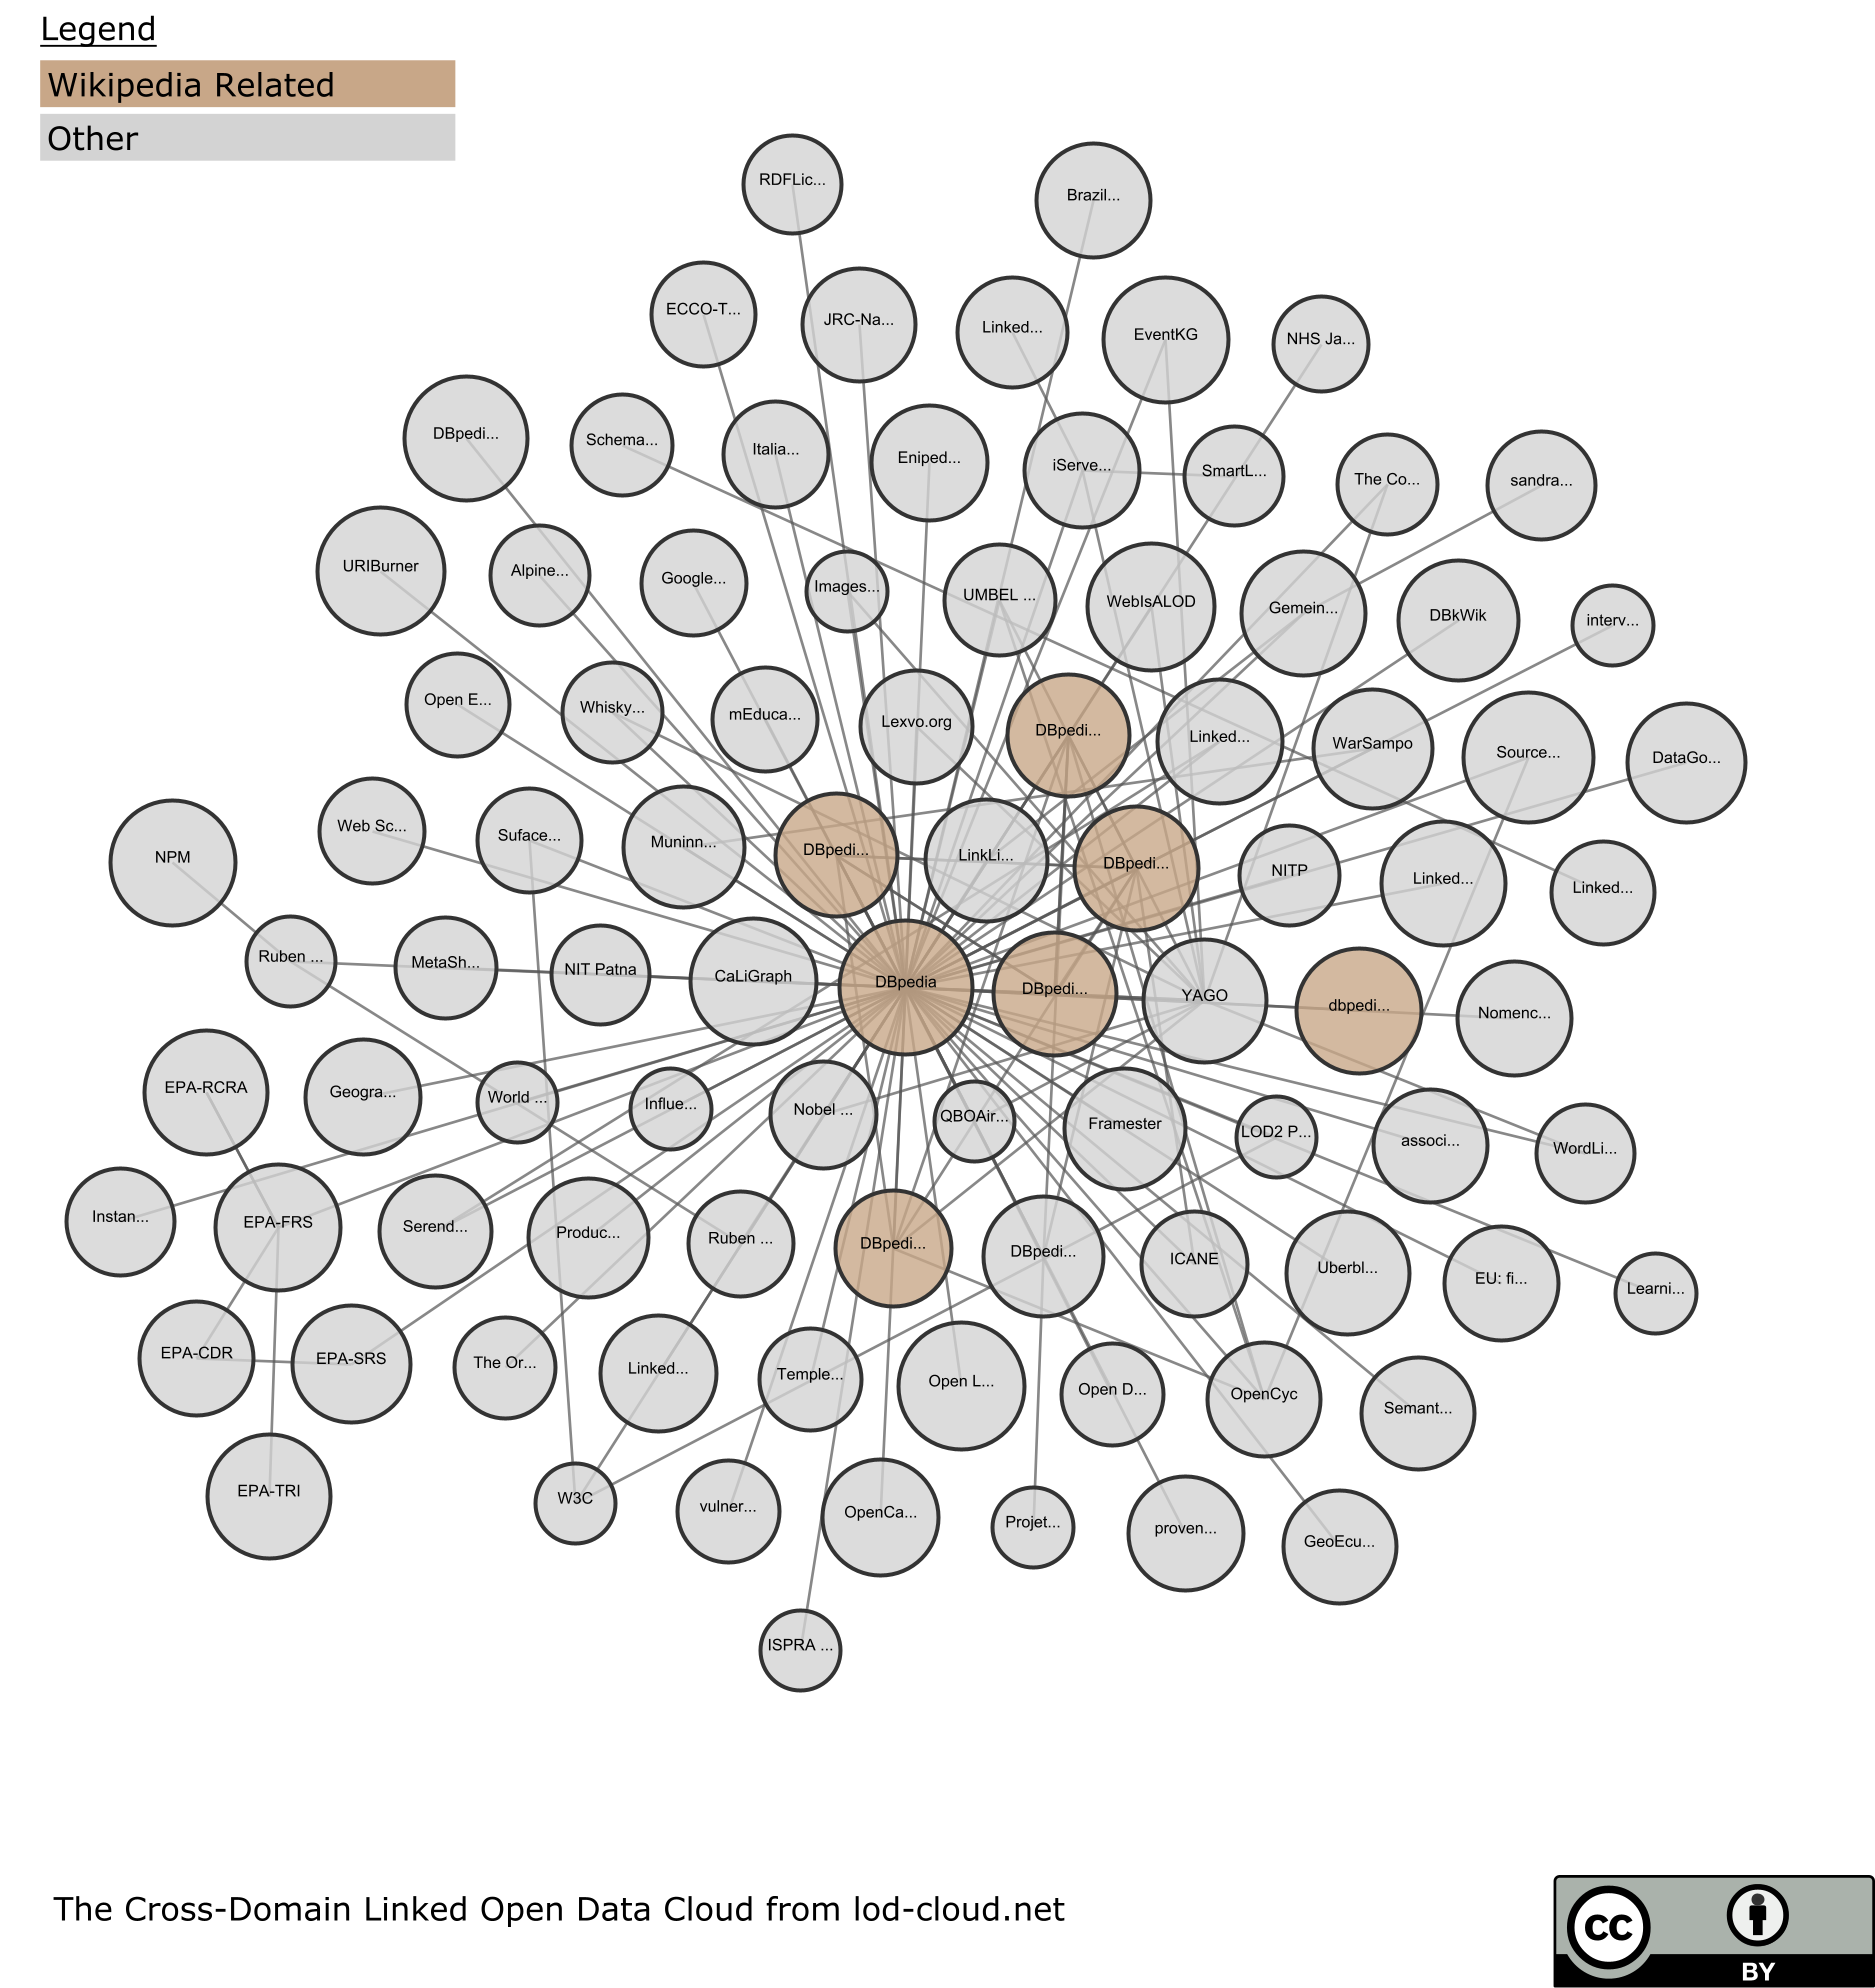 Legend
Wikipedia Related
Other
RDFLic...
Brazil...
ECCO-T...
JRC-Na...
Linked...
EventKG
NHS Ja...
DBpedi...
Schema...
Italia...
Eniped...
iServe...
SmartL...
The Co...
sandra...
URIBurner
Alpine...
Google...
Images...
UMBEL ...
WebIsALOD
Gemein...
DBkWik
interv...
Open E...
Whisky...
mEduca...
Lexvo.org
DBpedi...
Linked...
WarSampo
Source...
DataGo...
NPM
Web Sc...
Suface...
Muninn...
DBpedi...
LinkLi...
DBpedi...
NITP
Linked...
Linked...
Ruben ...
MetaSh...
NIT Patna
CaLiGraph
DBpedia
DBpedi...
YAGO
dbpedi...
Nomenc...
EPA-RCRA
Geogra...
World ...
Influe...
Nobel ...
QBOAir...
Framester
LOD2 P...
associ...
WordLi...
Instan...
EPA-FRS
Serend...
Produc...
Ruben ...
DBpedi...
DBpedi...
ICANE
Uberbl...
EU: fi...
Learni...
EPA-CDR
EPA-SRS
The Or...
Linked...
Temple...
Open L...
Open D...
OpenCyc
Semant...
EPA-TRI
W3C
vulner...
OpenCa...
Projet...
proven...
GeoEcu...
ISPRA ...
The Cross-Domain Linked Open Data Cloud from lod-cloud.net
cc
BY